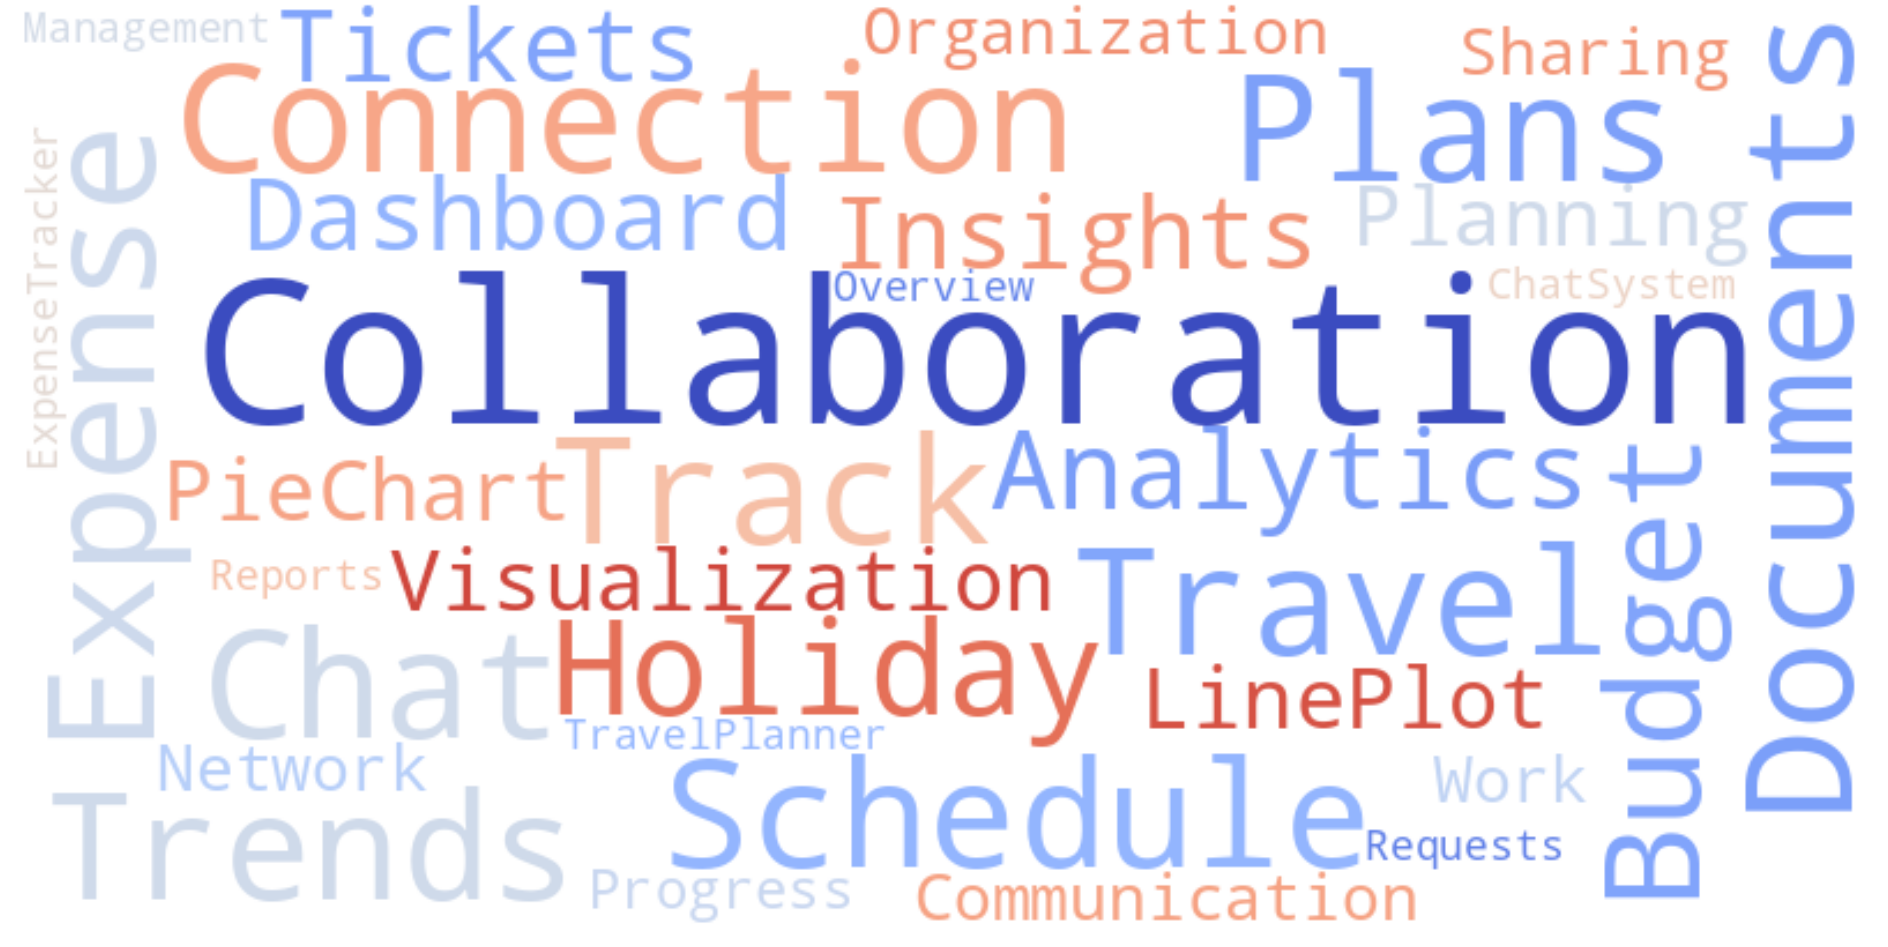 Management
Tickets
Organization
Sharing
Connection
Plans
Documents
ExpenseTracker
Expense
Dashboard
Insights
Planning
Overview
ChatSystem
Collaboration
PieChart
Track
Analytics
Budget
Reports
Visualization
Travel
Chat
Holiday
LinePlot
TravelPlanner
Network
Schedule
Work
Trends
Requests
Progress
Communication